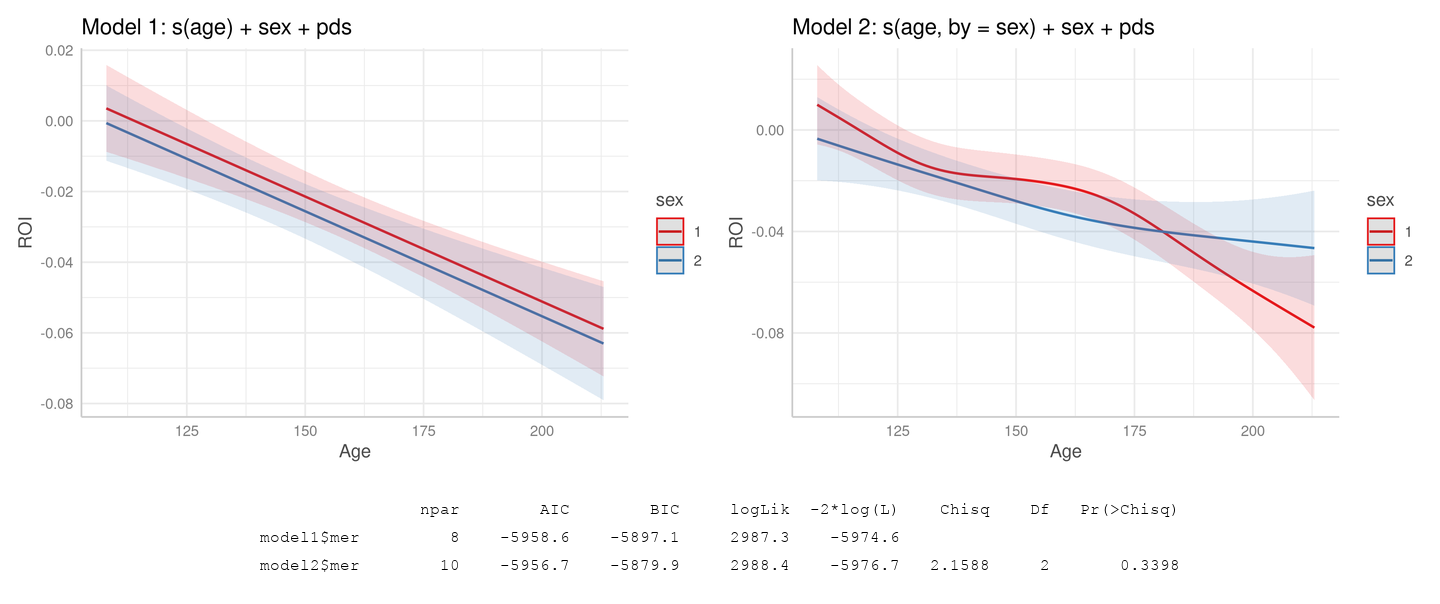 Model 1: s(age) + sex + pds
0.02
0.00
-0.02
-0.04
-0.06
-0.08
ROI
125 150 175 200
Age
sex
1
2
Model 2: s(age, by = sex) + sex + pds
0.00
-0.04
-0.08
ROI
125 150 175 200
Age
sex
1
2
npar AIC BIC logLik -2*log(L) Chisq Df Pr(>Chisq)
model1$mer 8 -5958.6 -5897.1 2987.3 -5974.6
model2$mer 10 -5956.7 -5879.9 2988.4 -5976.7 2.1588 2 0.3398